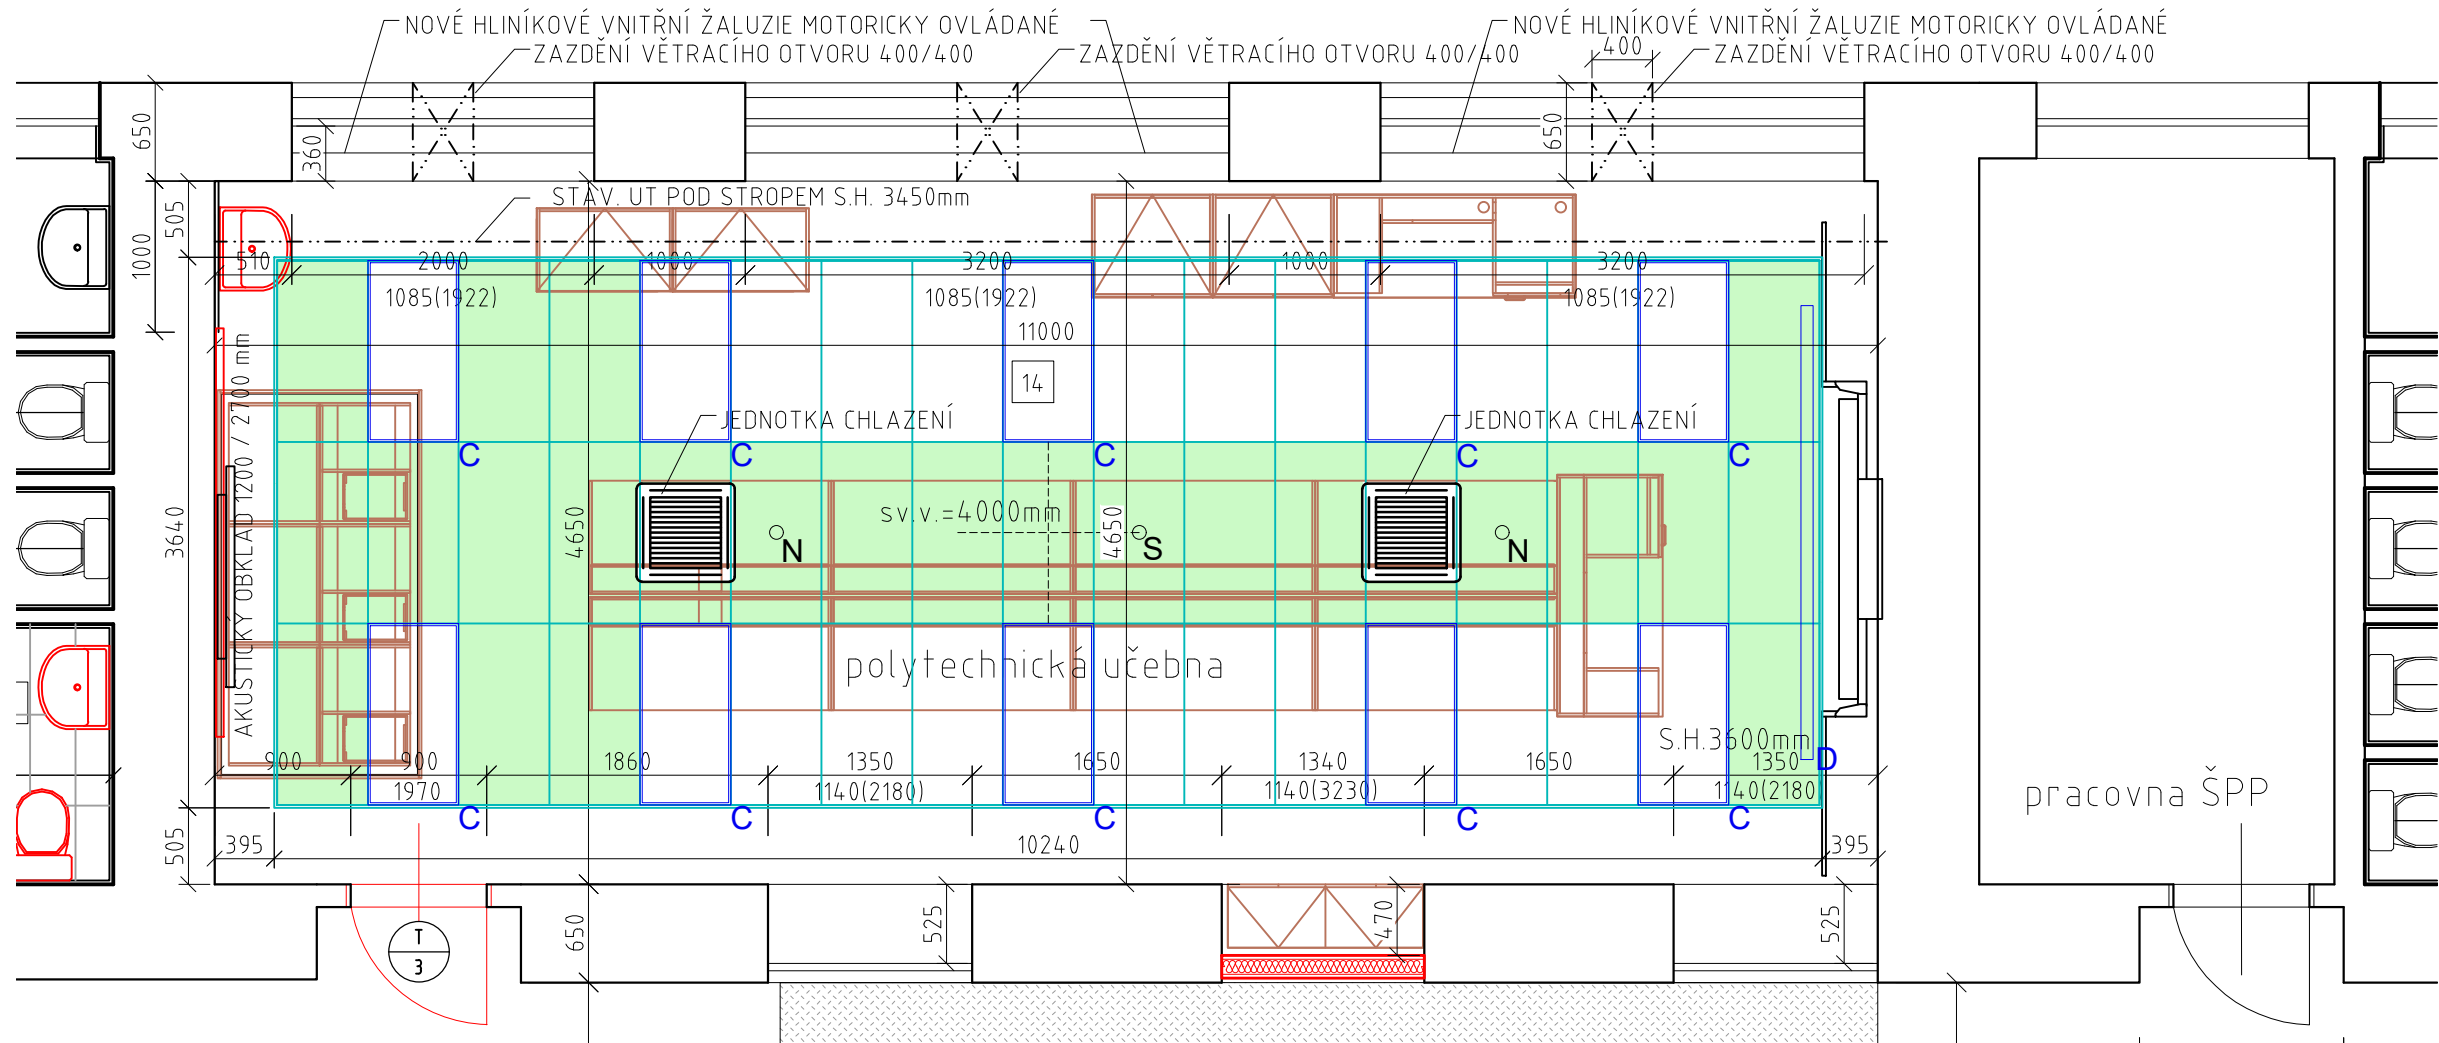 NOVÉ HLINÍKOVÉ VNITŘNÍ ŽALUZIE MOTORICKY OVLÁDANÉ
NOVÉ HLINÍKOVÉ VNITŘNÍ ŽALUZIE MOTORICKY OVLÁDANÉ
ZAZDĚNÍ VĚTRACÍHO OTVORU 400/400
ZAZDĚNÍ VĚTRACÍHO OTVORU 400/400
400
ZAZDĚNÍ VĚTRACÍHO OTVORU 400/400
650
360
650
505
1000
STÁV. ÚT POD STROPEM S.H. 3450mm
510
2000
1000
3200
1000
3200
1085(1922)
1085(1922)
1085(1922)
11000
14
JEDNOTKA CHLAZENÍ
JEDNOTKA CHLAZENÍ
C
C
C
C
C
AKUSTICKÝ OBKLAD 1200 / 2700 mm
3640
4650
sv.v.=4000mm
4650
N
S
N
polytechnická učebna
S.H.3600mm
D
900
900
1860
1350
1650
1340
1650
1350
1970
1140(2180)
1140(3230)
1140(2180)
pracovna ŠPP
C
C
C
C
C
505
395
10240
395
T
3
650
525
470
525